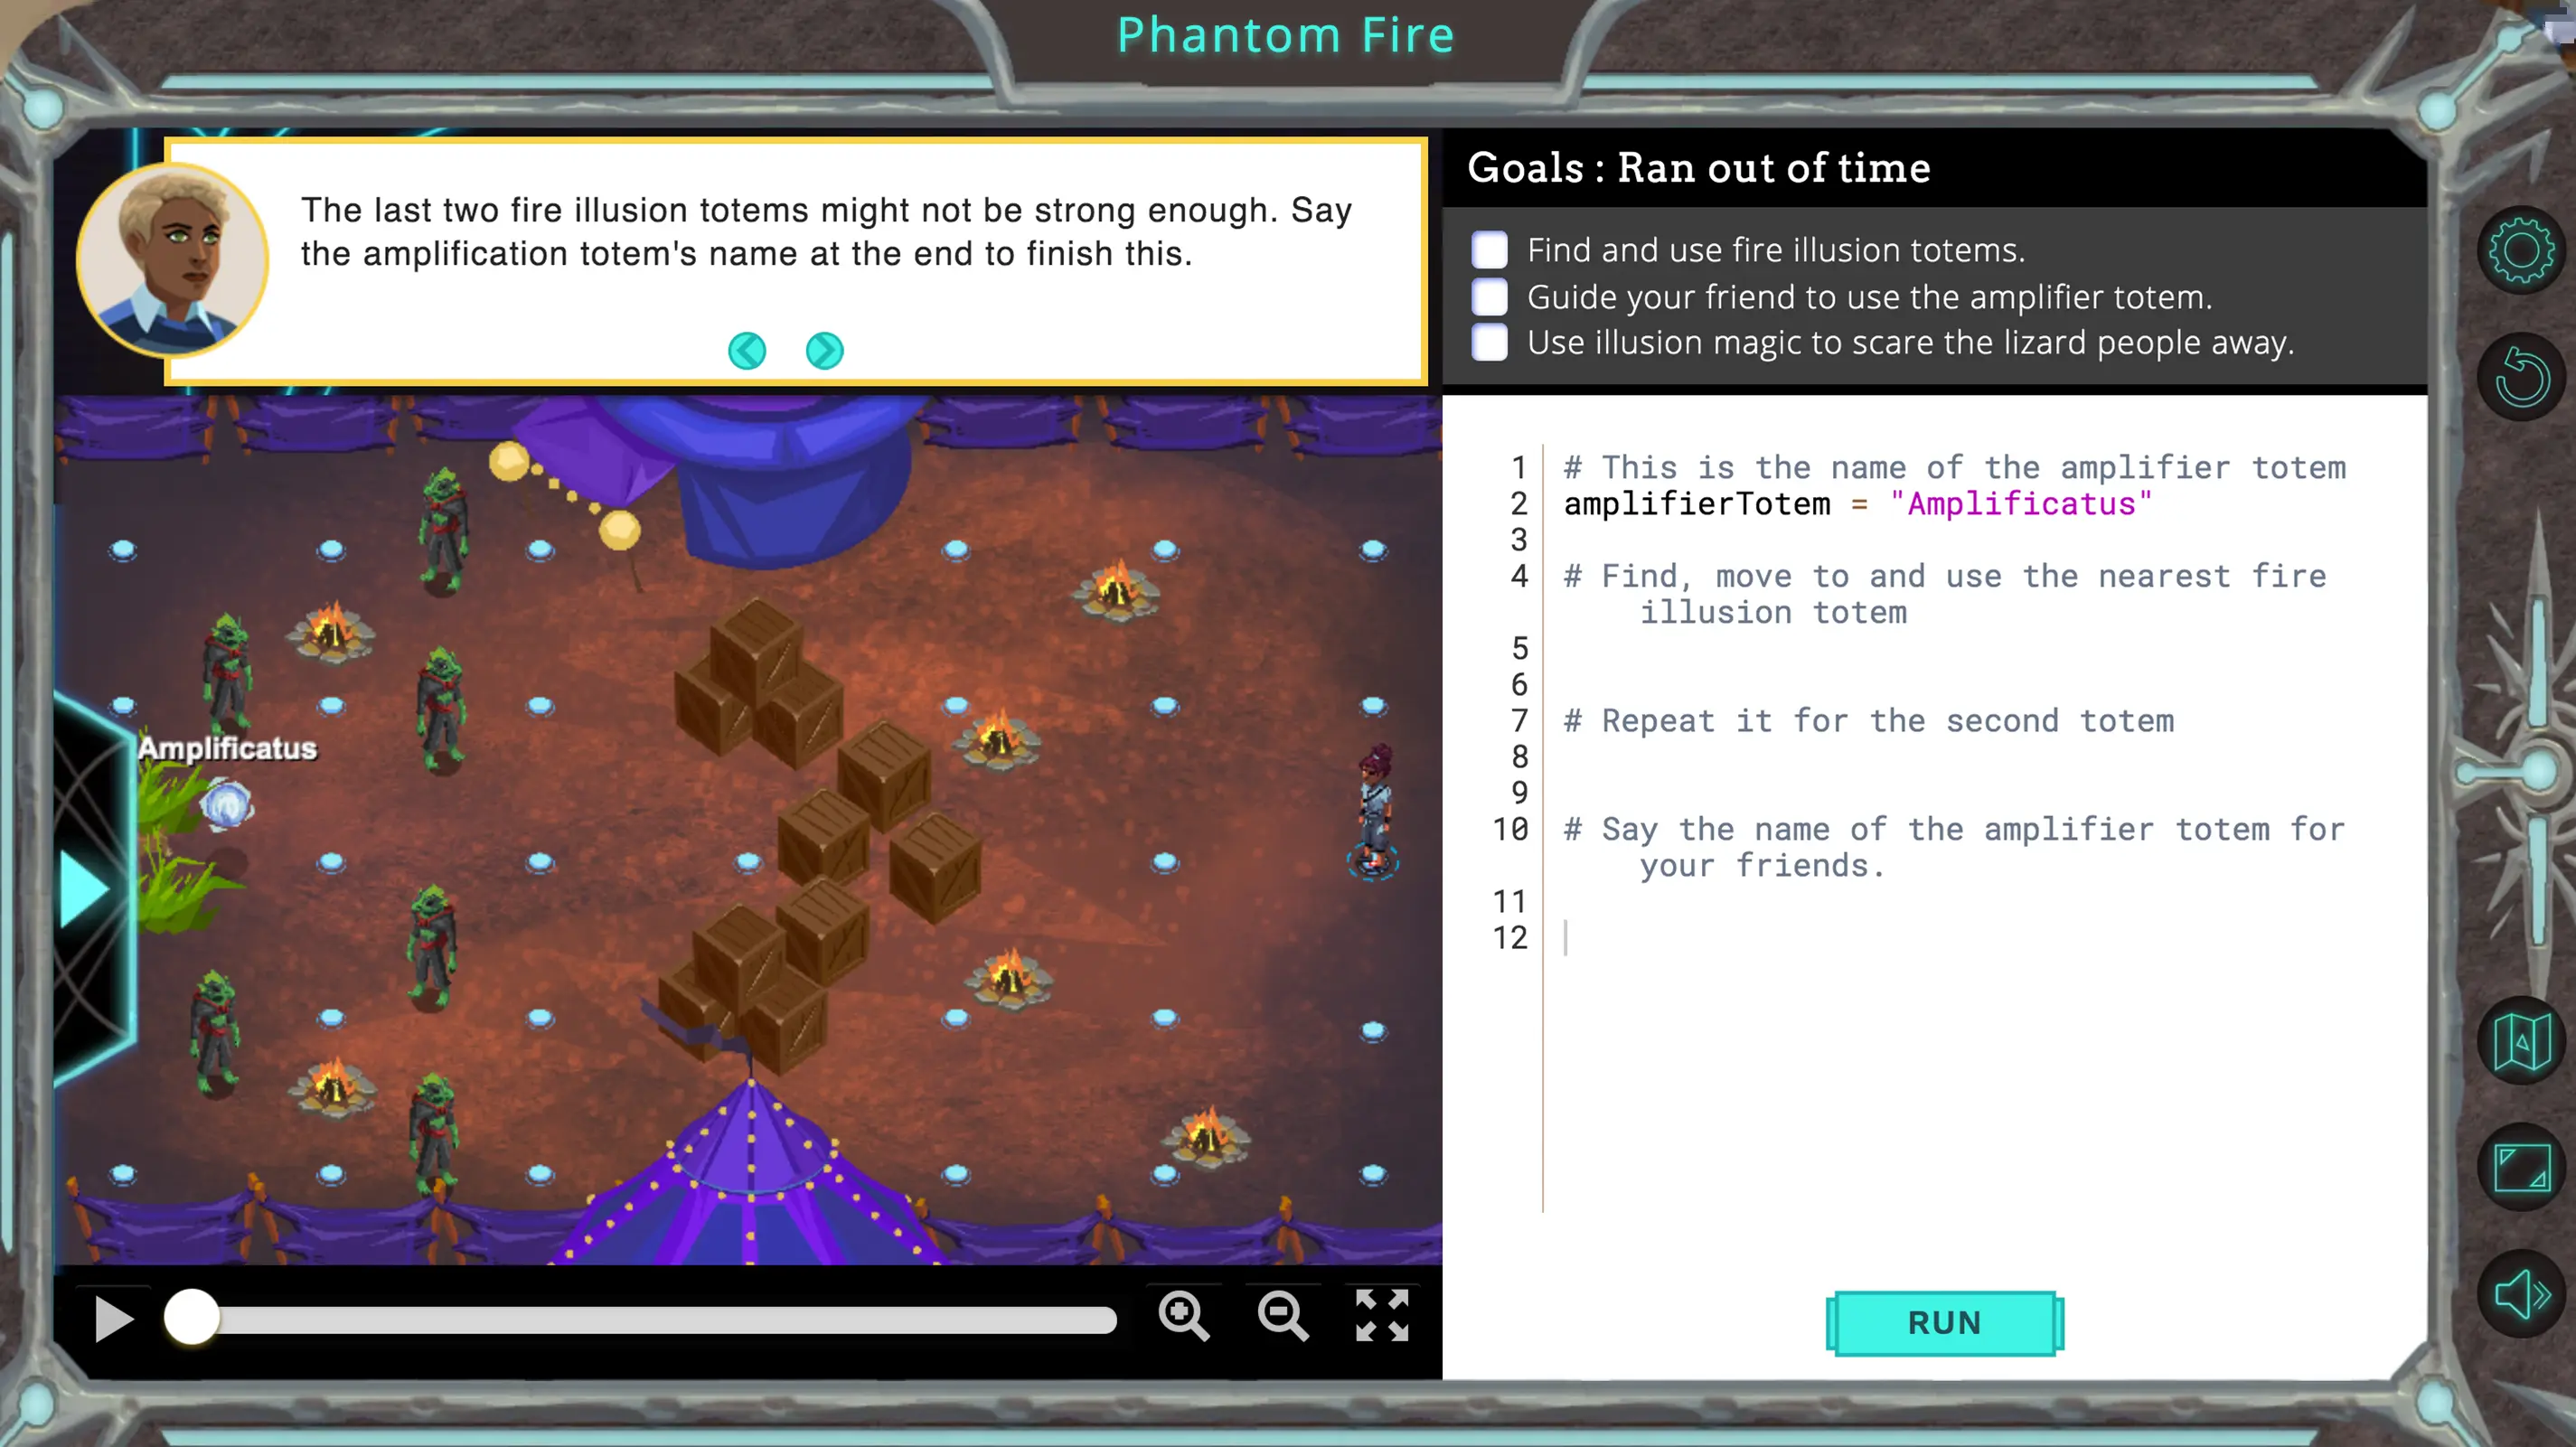 Phantom Fire
The last two fire illusion totems might not be strong enough. Say
the amplification totem's name at the end to finish this.
Goals : Ran out of time
Find and use fire illusion totems.
Guide your friend to use the amplifier totem.
Use illusion magic to scare the lizard people away.
Amplificatus
1 # This is the name of the amplifier totem
2 amplifierTotem = "Amplificatus"
3
4 # Find, move to and use the nearest fire
illusion totem
5
6
7 # Repeat it for the second totem
8
9
10 # Say the name of the amplifier totem for
your friends.
11
12
RUN